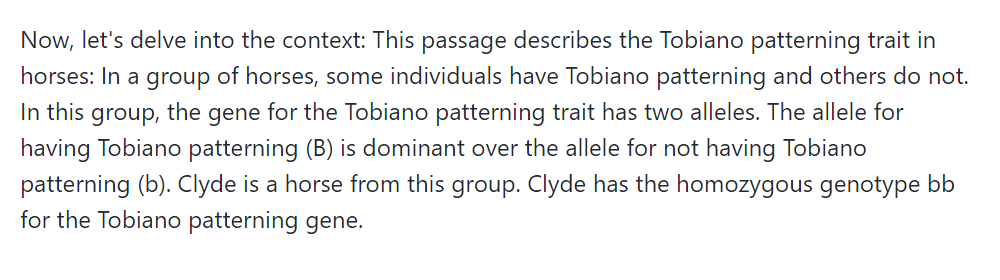 Now, let's delve into the context: This passage describes the Tobiano patterning trait in
horses: In a group of horses, some individuals have Tobiano patterning and others do not.
In this group, the gene for the Tobiano patterning trait has two alleles. The allele for
having Tobiano patterning (B) is dominant over the allele for not having Tobiano
patterning (b). Clyde is a horse from this group. Clyde has the homozygous genotype bb
for the Tobiano patterning gene.